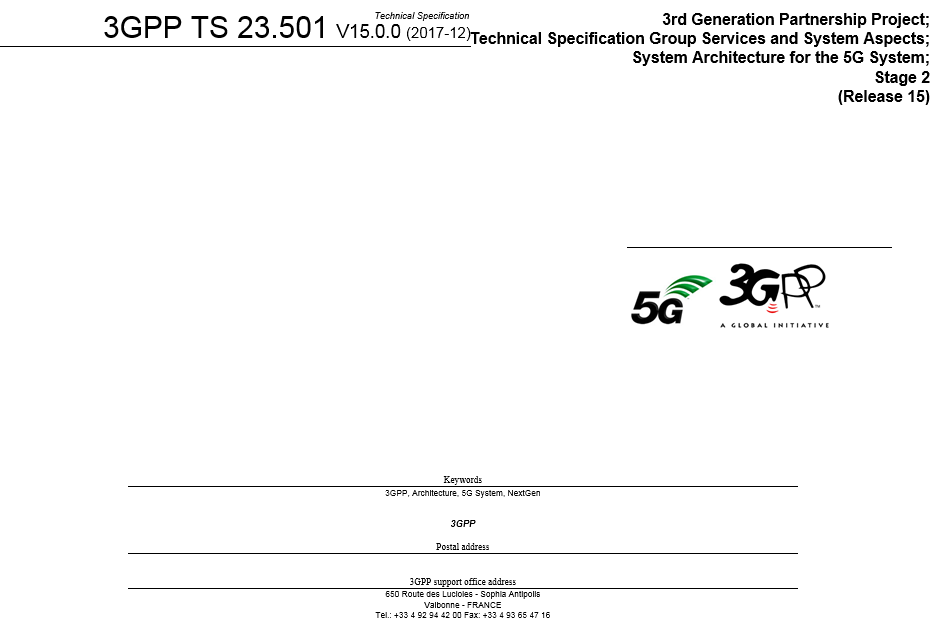 Technical Specification
3GPP TS 23.501 V15.0.0 (2017-12)
3rd Generation Partnership Project;
Technical Specification Group Services and System Aspects;
System Architecture for the 5G System;
Stage 2
(Release 15)
5G
3GPP™
A GLOBAL INITIATIVE
Keywords
3GPP, Architecture, 5G System, NextGen
3GPP
Postal address
3GPP support office address
650 Route des Lucioles - Sophia Antipolis
Valbonne - FRANCE
Tel.: +33 4 92 94 42 00 Fax: +33 4 93 65 47 16